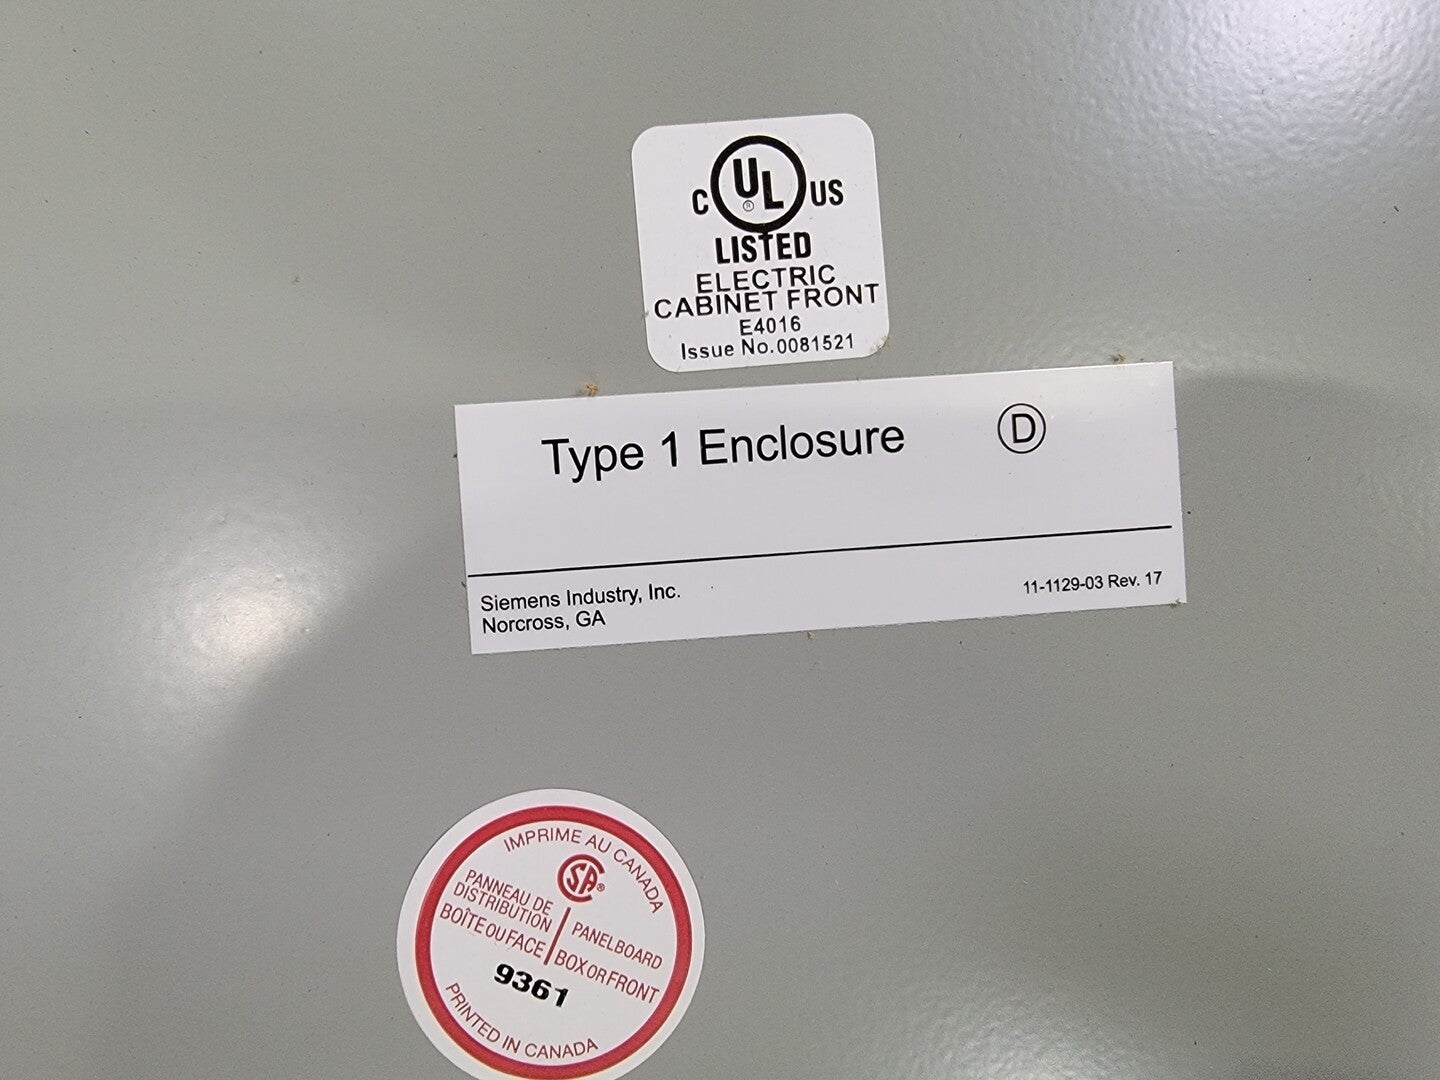 C UL ® US
LISTED
ELECTRIC
CABINET FRONT
E4016
Issue No.0081521
Type 1 Enclosure D
Siemens Industry, Inc.
Norcross, GA
11-1129-03 Rev. 17
IMPRIME AU CANADA
SA®
PANNEAU DE
DISTRIBUTION
BOÎTE OU FACE
PANELBOARD
BOX OR FRONT
9361
PRINTED IN CANADA